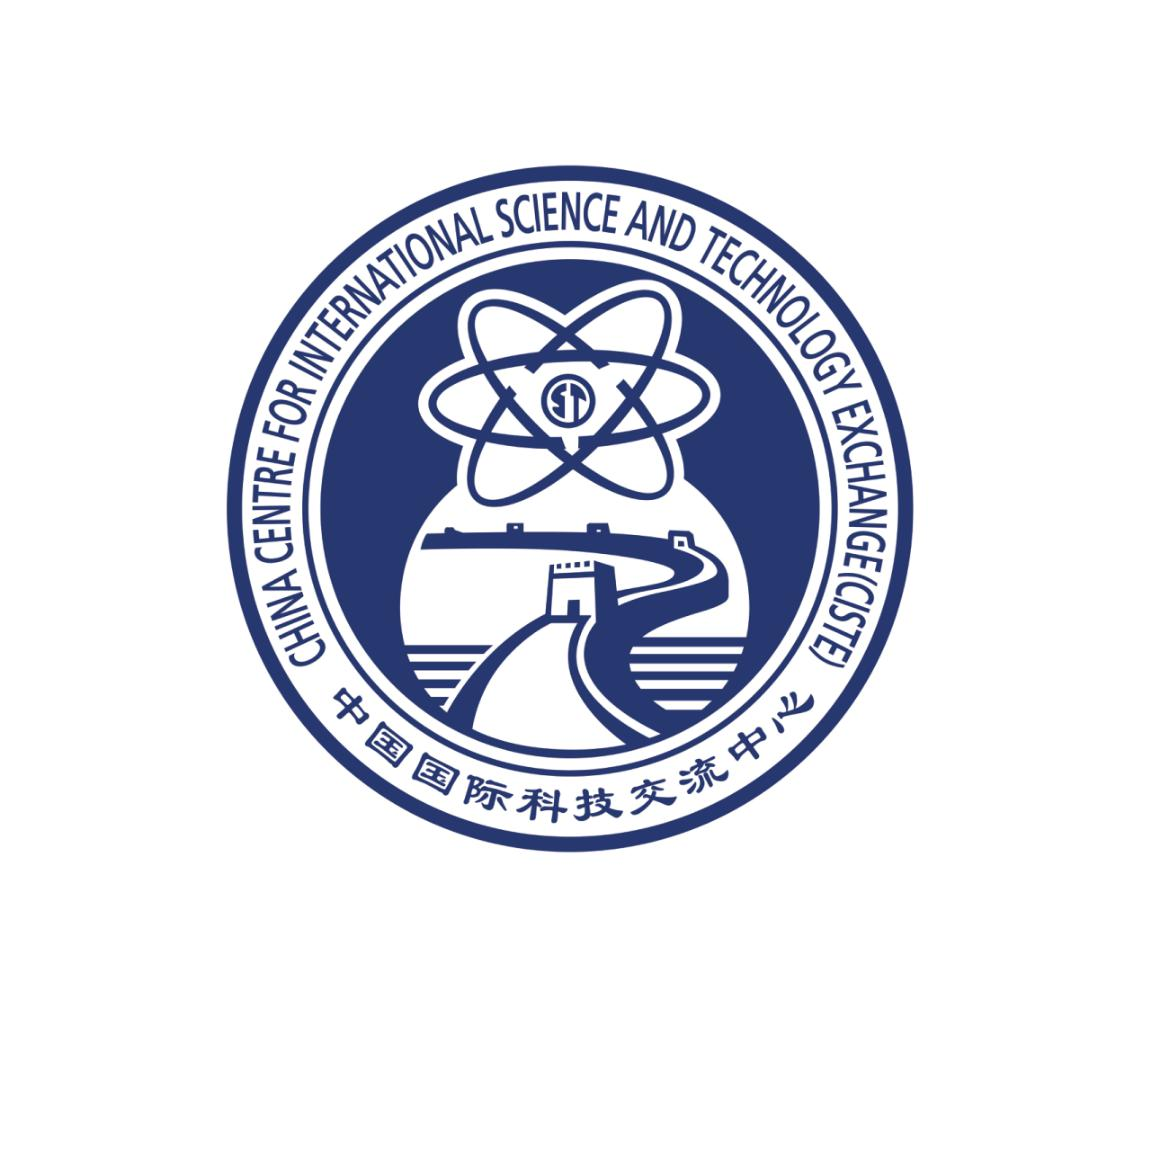 CHINA CENTRE FOR INTERNATIONAL SCIENCE AND TECHNOLOGY EXCHANGE(CISTE)
ST
中国国际科技交流中心